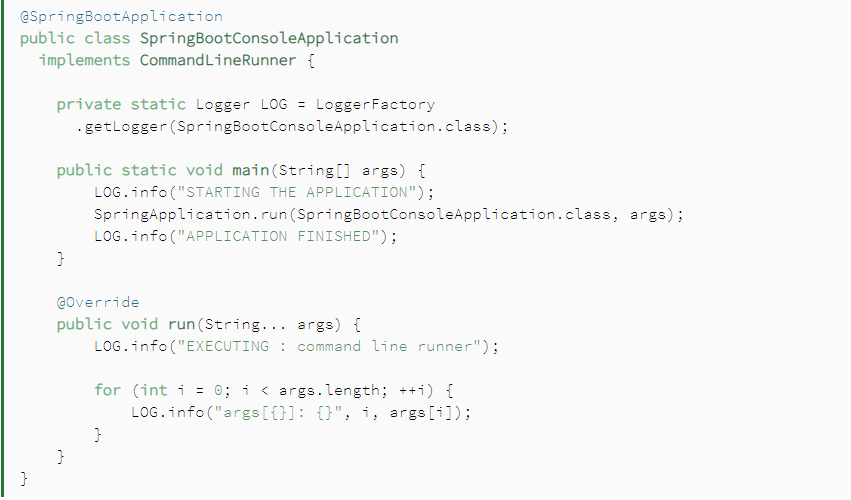 @SpringBootApplication
public class SpringBootConsoleApplication
  implements CommandLineRunner {

    private static Logger LOG = LoggerFactory
      .getLogger(SpringBootConsoleApplication.class);

    public static void main(String[] args) {
        LOG.info("STARTING THE APPLICATION");
        SpringApplication.run(SpringBootConsoleApplication.class, args);
        LOG.info("APPLICATION FINISHED");
    }

    @Override
    public void run(String... args) {
        LOG.info("EXECUTING : command line runner");

        for (int i = 0; i < args.length; ++i) {
            LOG.info("args[{}]: {}", i, args[i]);
        }
    }
}